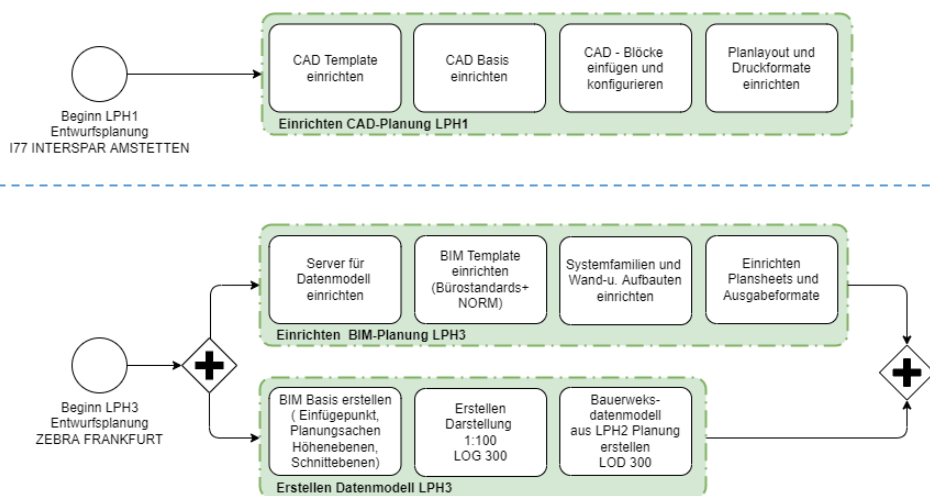 CAD Template
einrichten
CAD Basis
einrichten
CAD - Blöcke
einfügen und
konfigurieren
Planlayout und
Druckformate
einrichten
Einrichten CAD-Planung LPH1
Beginn LPH1
Entwurfsplanung
I77 INTERSPAR AMSTETTEN
Server für
Datenmodell
einrichten
BIM Template
einrichten
(Bürostandards+
NORM)
Systemfamilien und
Wand-u. Aufbauten
einrichten
Einrichten
Plansheets und
Ausgabeformate
Einrichten BIM-Planung LPH3
Beginn LPH3
Entwurfsplanung
ZEBRA FRANKFURT
BIM Basis erstellen
( Einfügepunkt,
Planungsachen
Höhenebenen,
Schnittebenen)
Erstellen
Darstellung
1:100
LOG 300
Bauerweks-
datenmodell
aus LPH2 Planung
erstellen
LOD 300
Erstellen Datenmodell LPH3